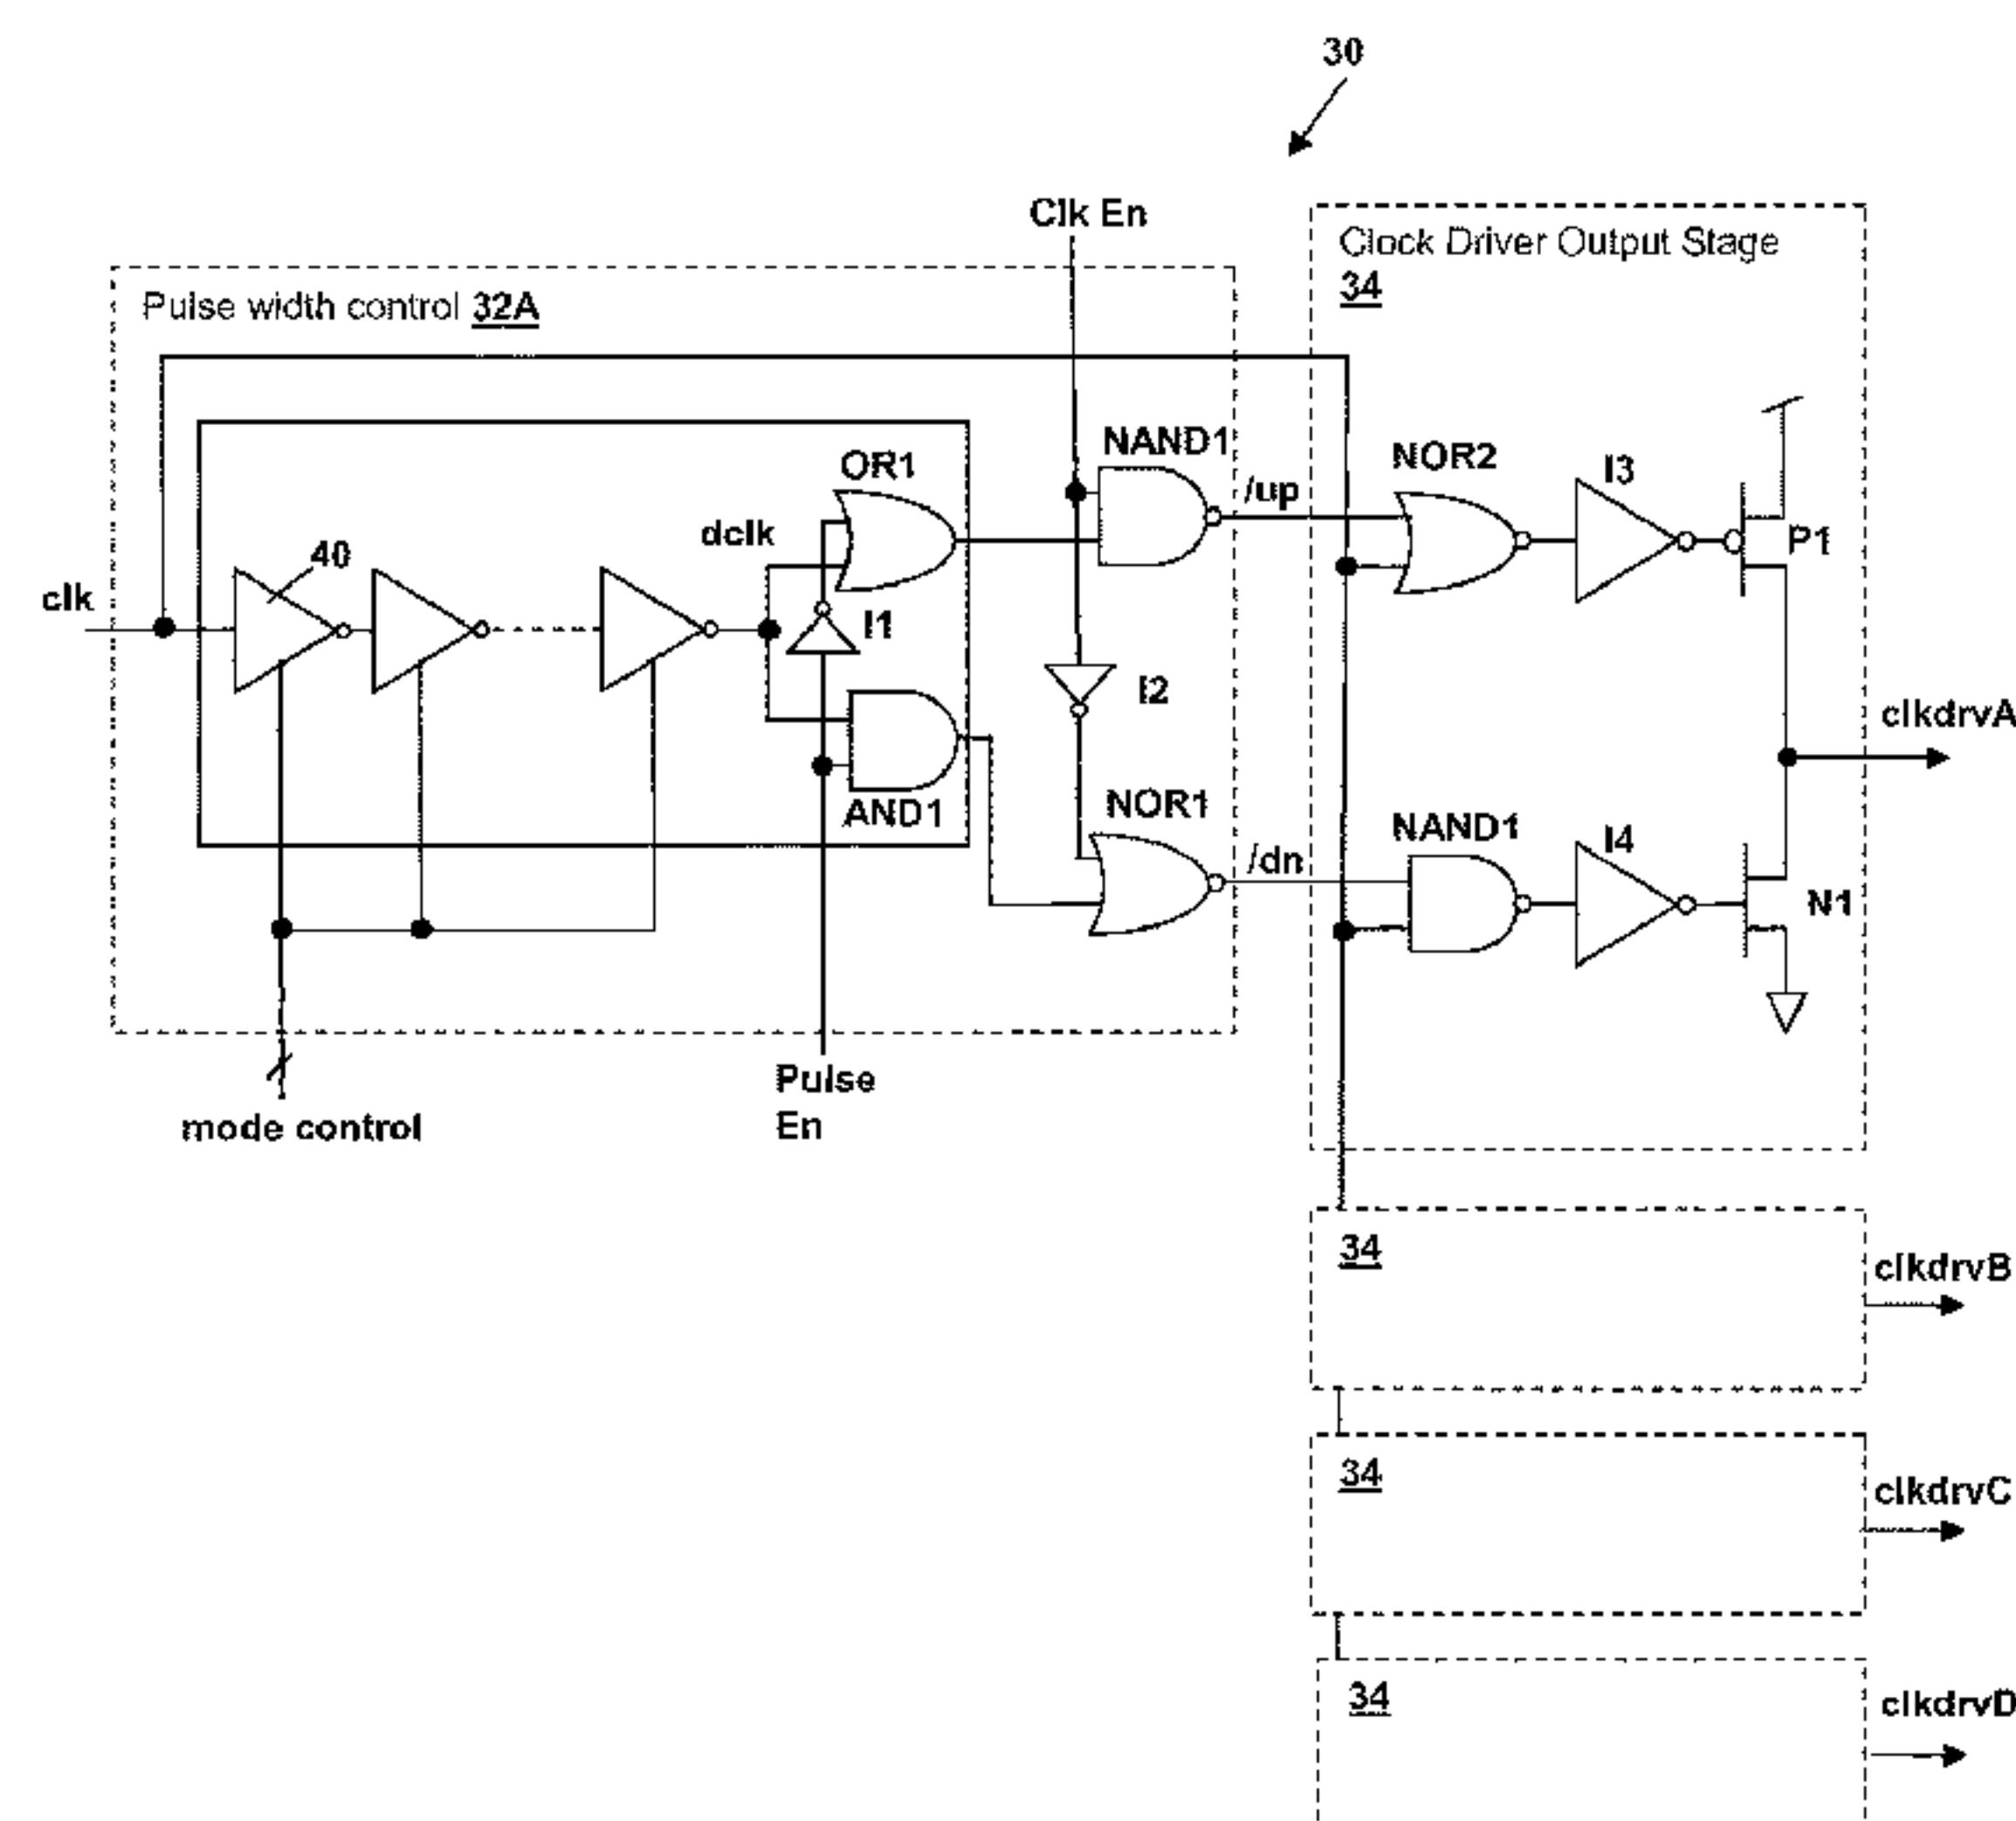 30
Clk En
Clock Driver Output Stage
34
Pulse width control 32A
NAND1
OR1
NOR2
I3
/up
dclk
P1
40
clk
I1
I2
clkdrvA
AND1
NOR1
NAND1
I4
/dn
N1
Pulse
En
mode control
34
clkdrvB
34
clkdrvC
34
clkdrvD